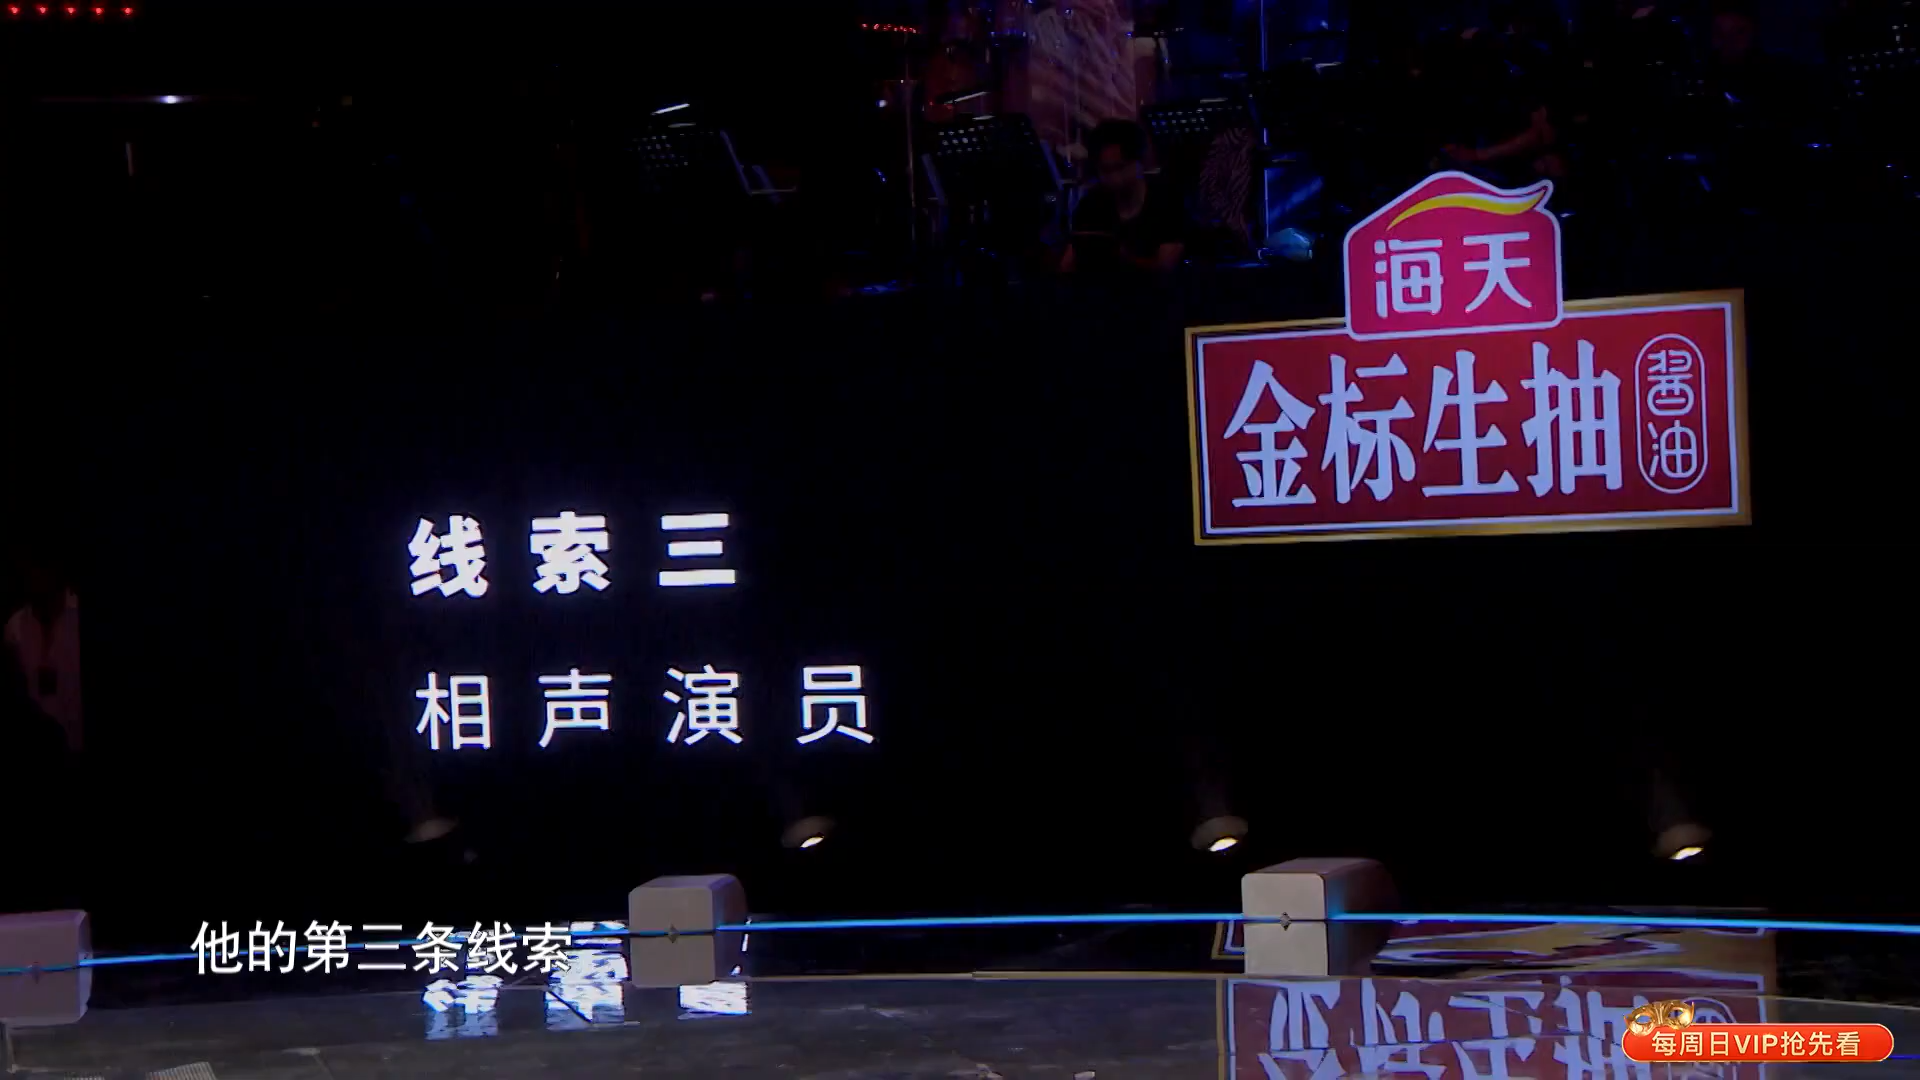 海天
金标生抽
酱油
线索三
相声演员
他的第三条线索
每周日VIP抢先看